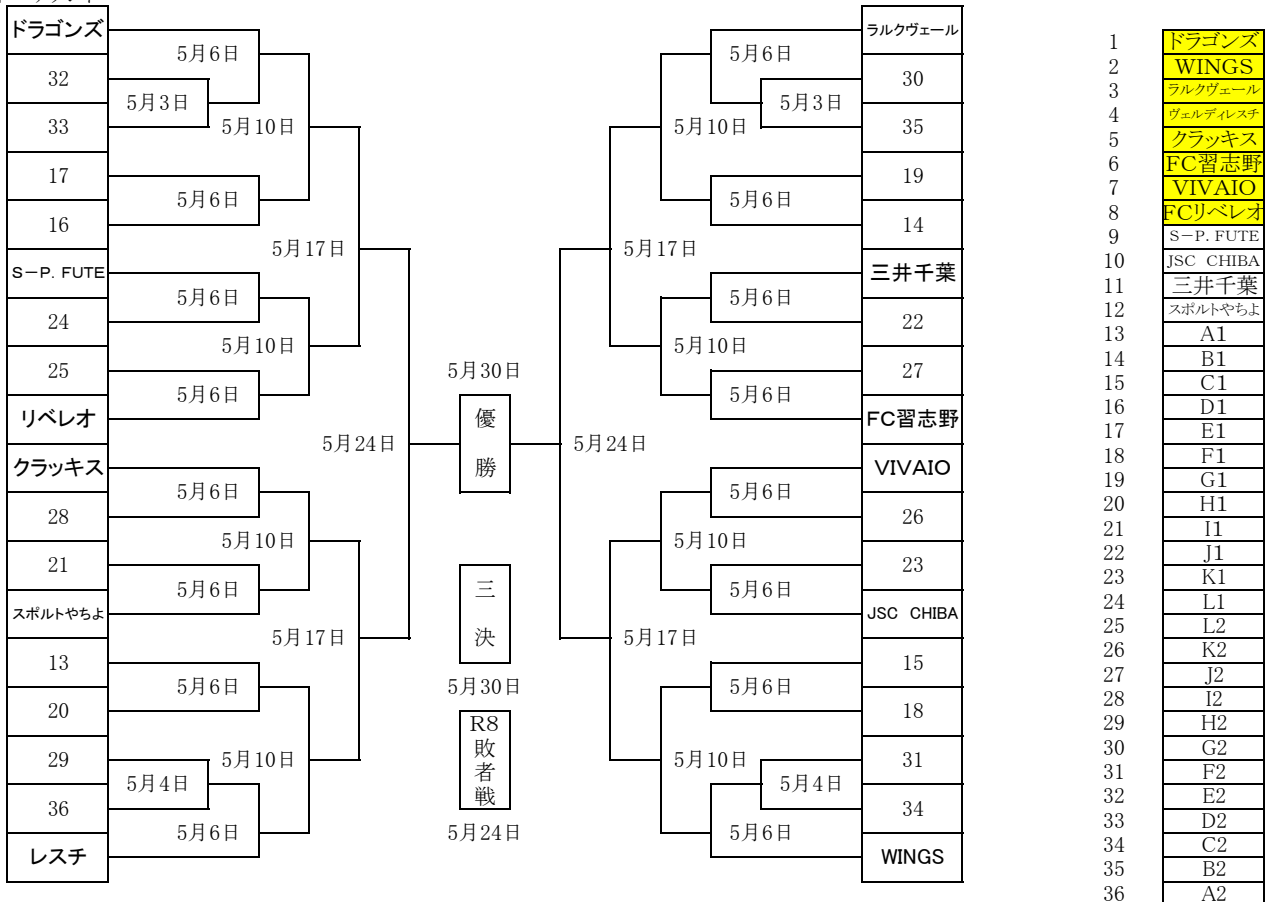 ドラゴンズ
32
33
17
16
S－P. FUTE
24
25
リベレオ
クラッキス
28
21
スポルトやちよ
13
20
29
36
レスチ
5月6日
5月3日
5月10日
5月6日
5月17日
5月6日
5月10日
5月6日
5月24日
5月6日
5月10日
5月6日
5月17日
5月6日
5月10日
5月4日
5月6日
5月30日
優勝
三決
5月30日
R8敗者戦
5月24日
5月6日
5月3日
5月10日
5月6日
5月17日
5月6日
5月10日
5月6日
5月24日
5月6日
5月10日
5月6日
5月17日
5月6日
5月10日
5月4日
5月6日
ラルクヴェール
30
35
19
14
三井千葉
22
27
FC習志野
VIVAIO
26
23
JSC CHIBA
15
18
31
34
WINGS
1 ドラゴンズ
2 WINGS
3 ラルクヴェール
4 ヴェルディレスチ
5 クラッキス
6 FC習志野
7 VIVAIO
8 FCリベレオ
9 S－P. FUTE
10 JSC CHIBA
11 三井千葉
12 スポルトやちよ
13 A1
14 B1
15 C1
16 D1
17 E1
18 F1
19 G1
20 H1
21 I1
22 J1
23 K1
24 L1
25 L2
26 K2
27 J2
28 I2
29 H2
30 G2
31 F2
32 E2
33 D2
34 C2
35 B2
36 A2